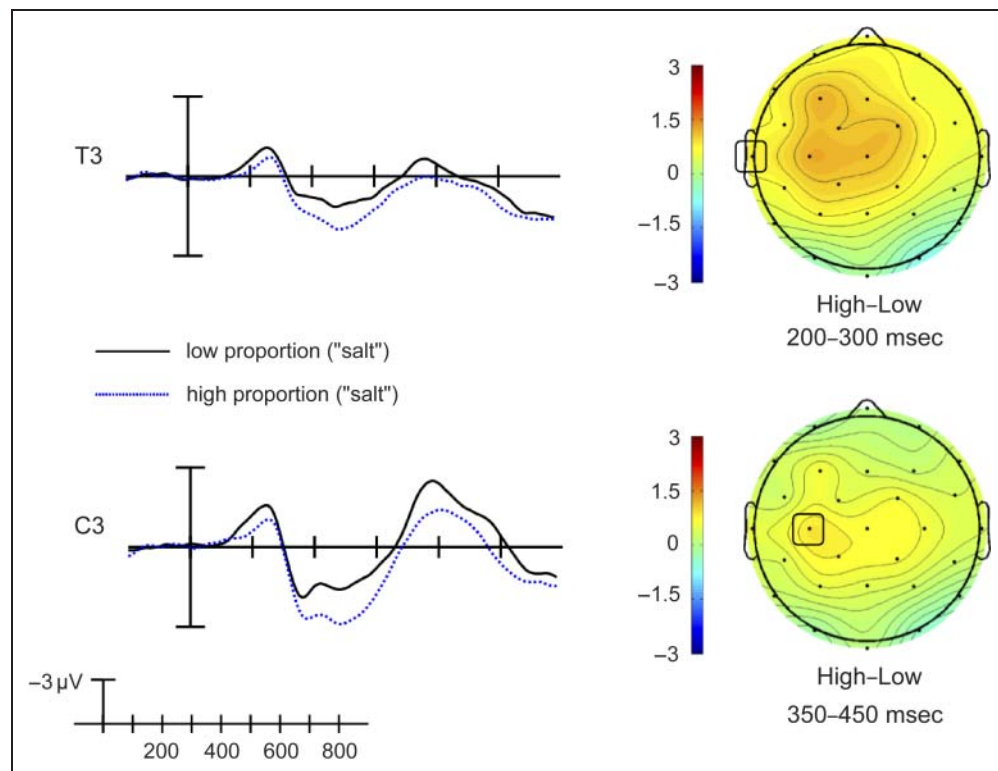 T3
low proportion ("salt")
high proportion ("salt")
C3
−3 µV
200 400 600 800
3
1.5
0
−1.5
−3
High–Low
200–300 msec
3
1.5
0
−1.5
−3
High–Low
350–450 msec